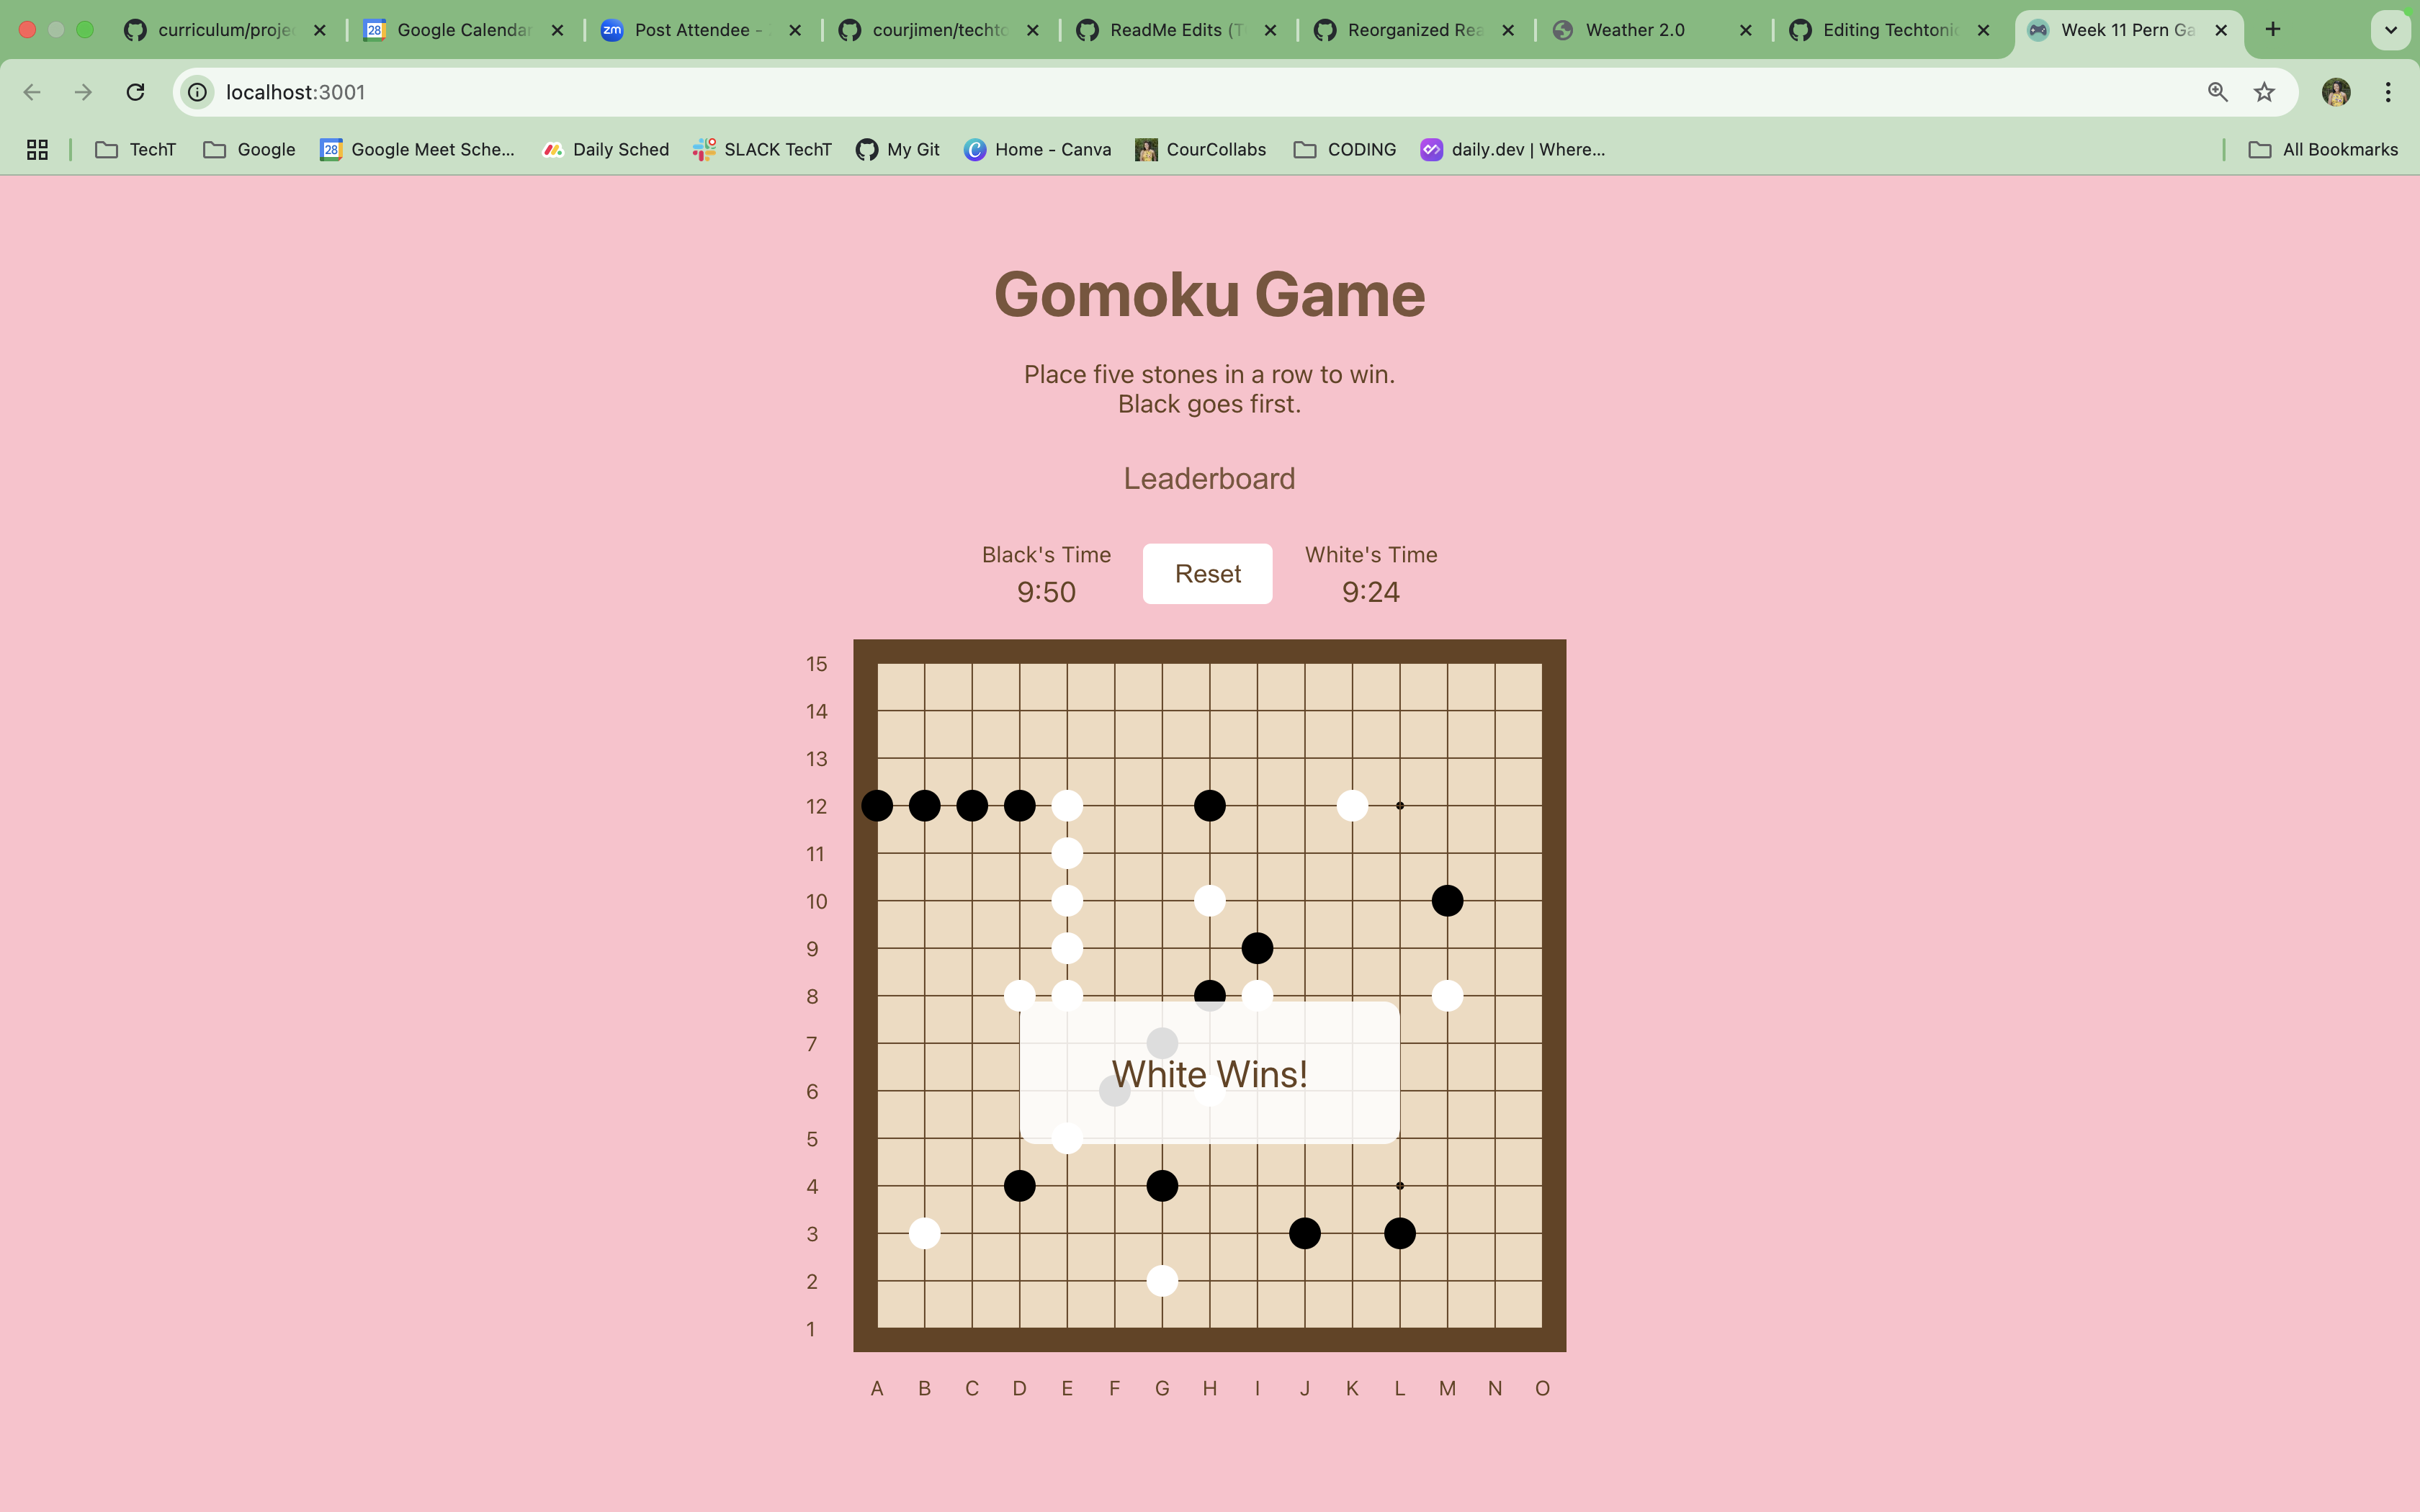 curriculum/proje
Google Calendar
Post Attendee -
courjimen/techto
ReadMe Edits (T
Reorganized Rea
Weather 2.0
Editing Techtonic
Week 11 Pern Ga
localhost:3001
TechT
Google
28
Google Meet Sche...
Daily Sched
SLACK TechT
My Git
Home - Canva
CourCollabs
CODING
daily.dev | Where...
All Bookmarks
Gomoku Game
Place five stones in a row to win.
Black goes first.
Leaderboard
Black's Time
9:50
Reset
White's Time
9:24
15
14
13
12
11
10
9
8
7
White Wins!
6
5
4
3
2
1
A B C D E F G H I J K L M N O